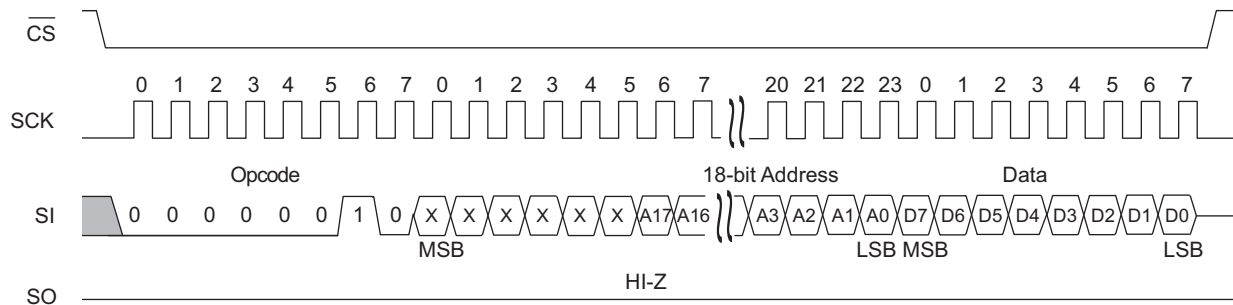 CS
0 1 2 3 4 5 6 7 0 1 2 3 4 5 6 7 20 21 22 23 0 1 2 3 4 5 6 7
SCK
Opcode 18-bit Address Data
SI 0 0 0 0 0 0 1 0 X X X X X X A17 A16 A3 A2 A1 A0 D7 D6 D5 D4 D3 D2 D1 D0
MSB LSB MSB LSB
HI-Z
SO